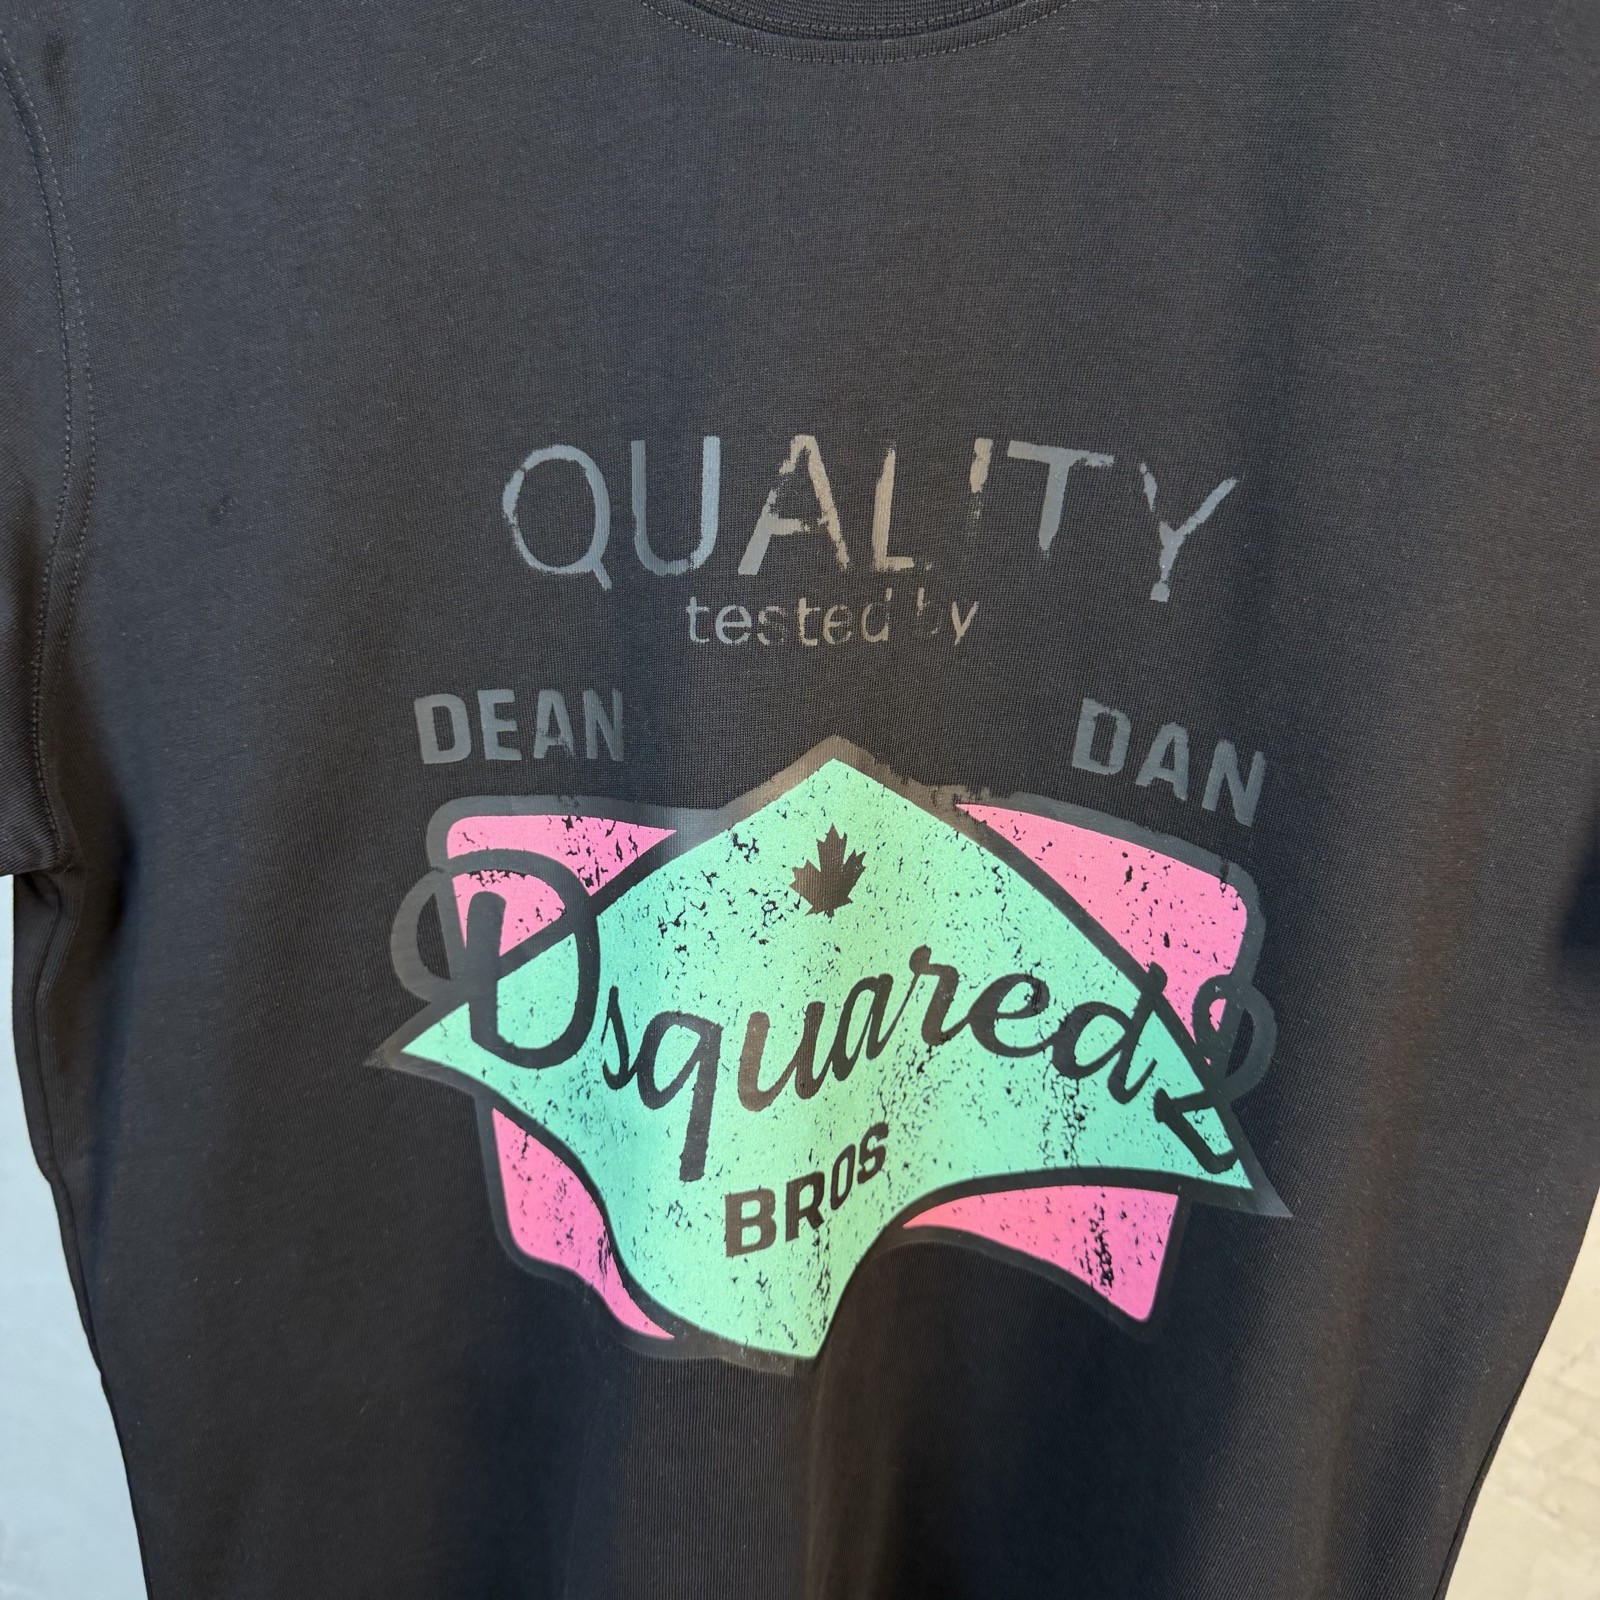 QUALITY
tested by
DEAN DAN
Dsquared2
BROS